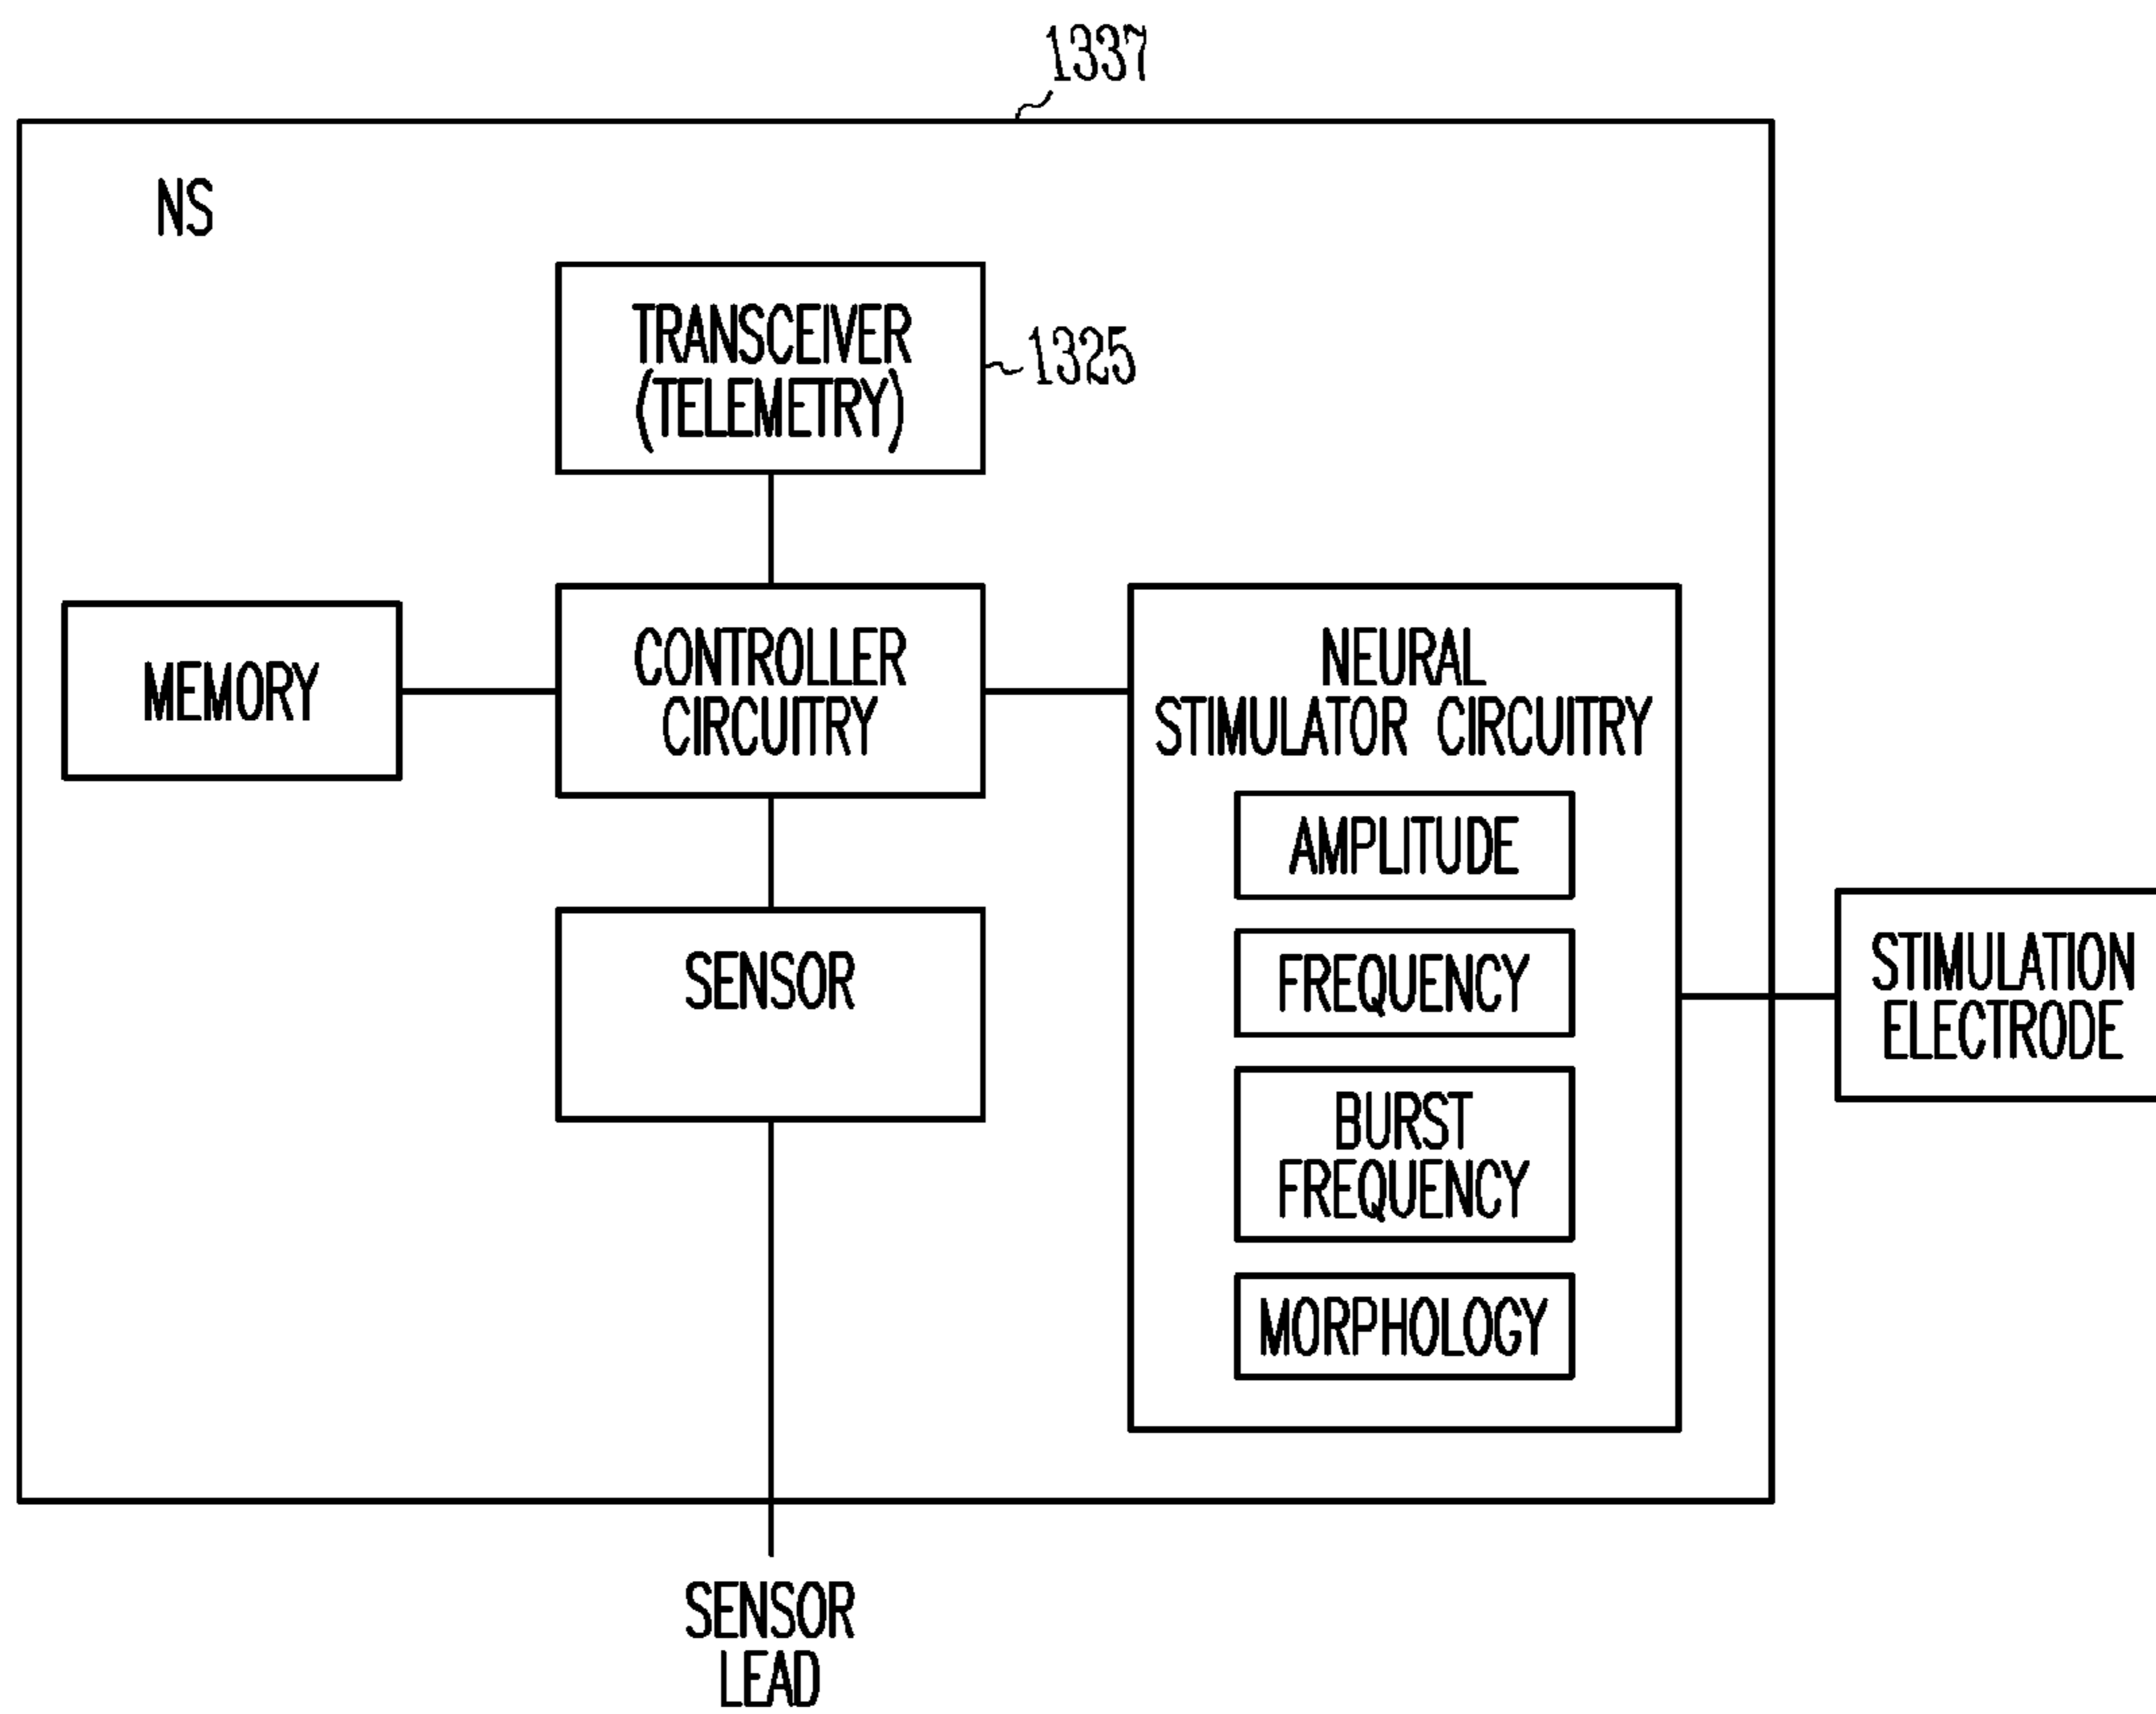 1337
NS
TRANSCEIVER
(TELEMETRY)
1325
MEMORY
CONTROLLER
CIRCUITRY
NEURAL
STIMULATOR CIRCUITRY
AMPLITUDE
FREQUENCY
BURST
FREQUENCY
MORPHOLOGY
SENSOR
STIMULATION
ELECTRODE
SENSOR
LEAD